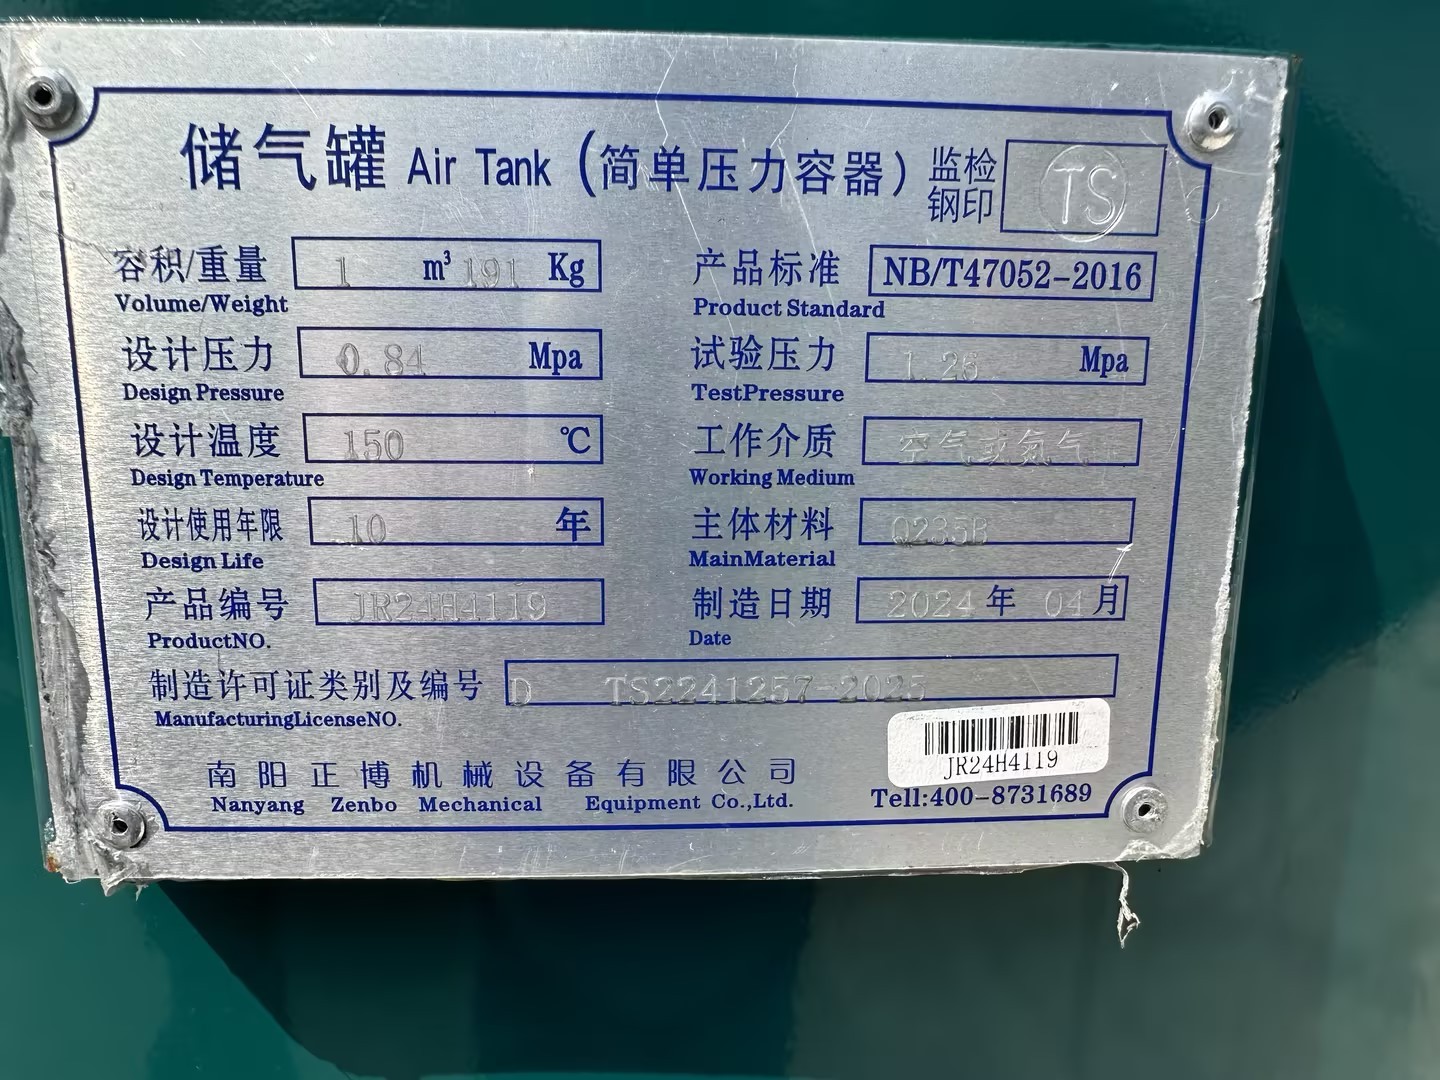 储气罐 Air Tank (简单压力容器) 监检钢印 TS
容积/重量 1 m³ 191 Kg 产品标准 NB/T47052-2016
Volume/Weight Product Standard
设计压力 0.84 Mpa 试验压力 1.26 Mpa
Design Pressure TestPressure
设计温度 150 ℃ 工作介质 空气或氮气
Design Temperature Working Medium
设计使用年限 10 年 主体材料 Q235B
Design Life MainMaterial
产品编号 JR24H4119 制造日期 2024 年 04 月
ProductNO. Date
制造许可证类别及编号 D TS2241257-2025
ManufacturingLicenseNO.
JR24H4119
南阳正博机械设备有限公司
Nanyang Zenbo Mechanical Equipment Co.,Ltd. Tell:400-8731689